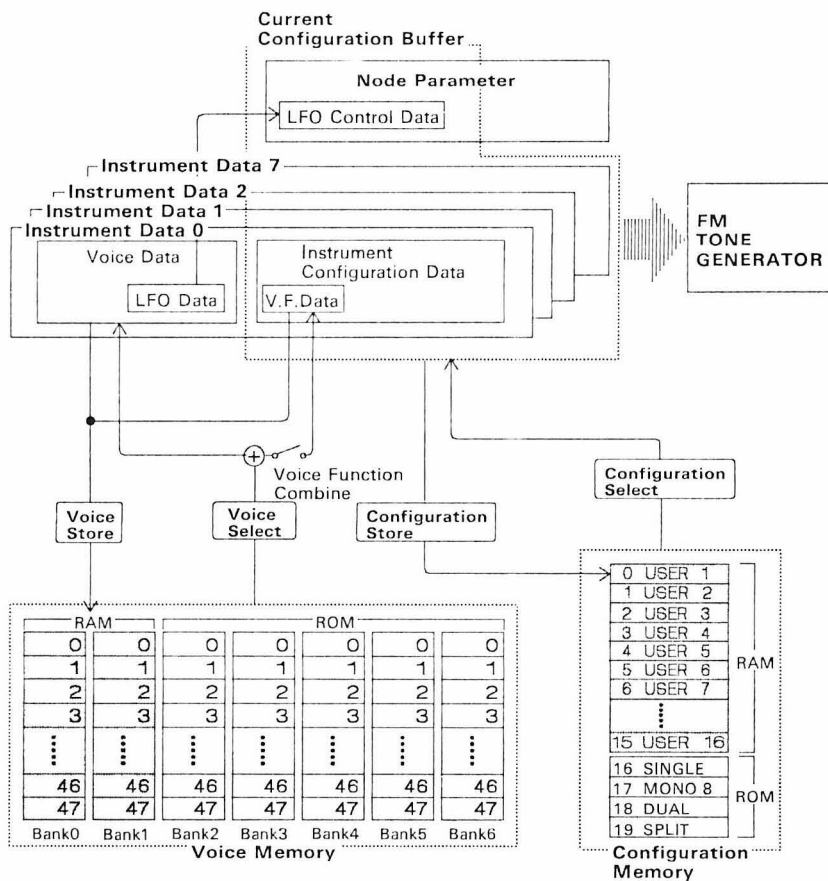 Current
Configuration Buffer
Node Parameter
LFO Control Data
Instrument Data 7
Instrument Data 2
Instrument Data 1
Instrument Data 0
Voice Data
LFO Data
Instrument
Configuration Data
V.F.Data
FM
TONE
GENERATOR
Voice Function
Combine
Voice
Store
Voice
Select
Configuration
Store
Configuration
Select
RAM ROM
0 0 0 0 0 0 0
1 1 1 1 1 1 1
2 2 2 2 2 2 2
3 3 3 3 3 3 3
46 46 46 46 46 46 46
47 47 47 47 47 47 47
Bank0 Bank1 Bank2 Bank3 Bank4 Bank5 Bank6
Voice Memory
0 USER 1
1 USER 2
2 USER 3
3 USER 4
4 USER 5
5 USER 6
6 USER 7
15 USER 16
RAM
16 SINGLE
17 MONO 8
18 DUAL
19 SPLIT
ROM
Configuration
Memory